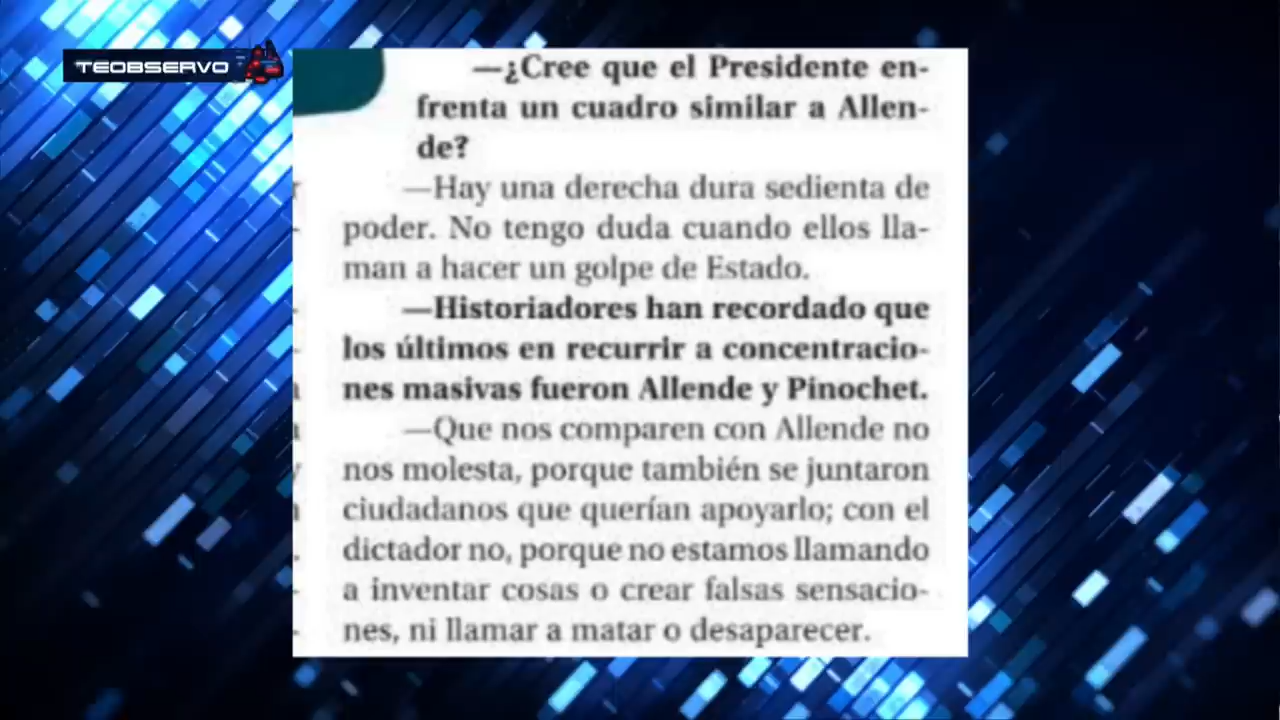 TEOBSERVO
—¿Cree que el Presidente en-
frenta un cuadro similar a Allen-
de?
—Hay una derecha dura sedienta de
poder. No tengo duda cuando ellos lla-
man a hacer un golpe de Estado.
—Historiadores han recordado que
los últimos en recurrir a concentracio-
nes masivas fueron Allende y Pinochet.
—Que nos comparen con Allende no
nos molesta, porque también se juntaron
ciudadanos que querían apoyarlo; con el
dictador no, porque no estamos llamando
a inventar cosas o crear falsas sensacio-
nes, ni llamar a matar o desaparecer.